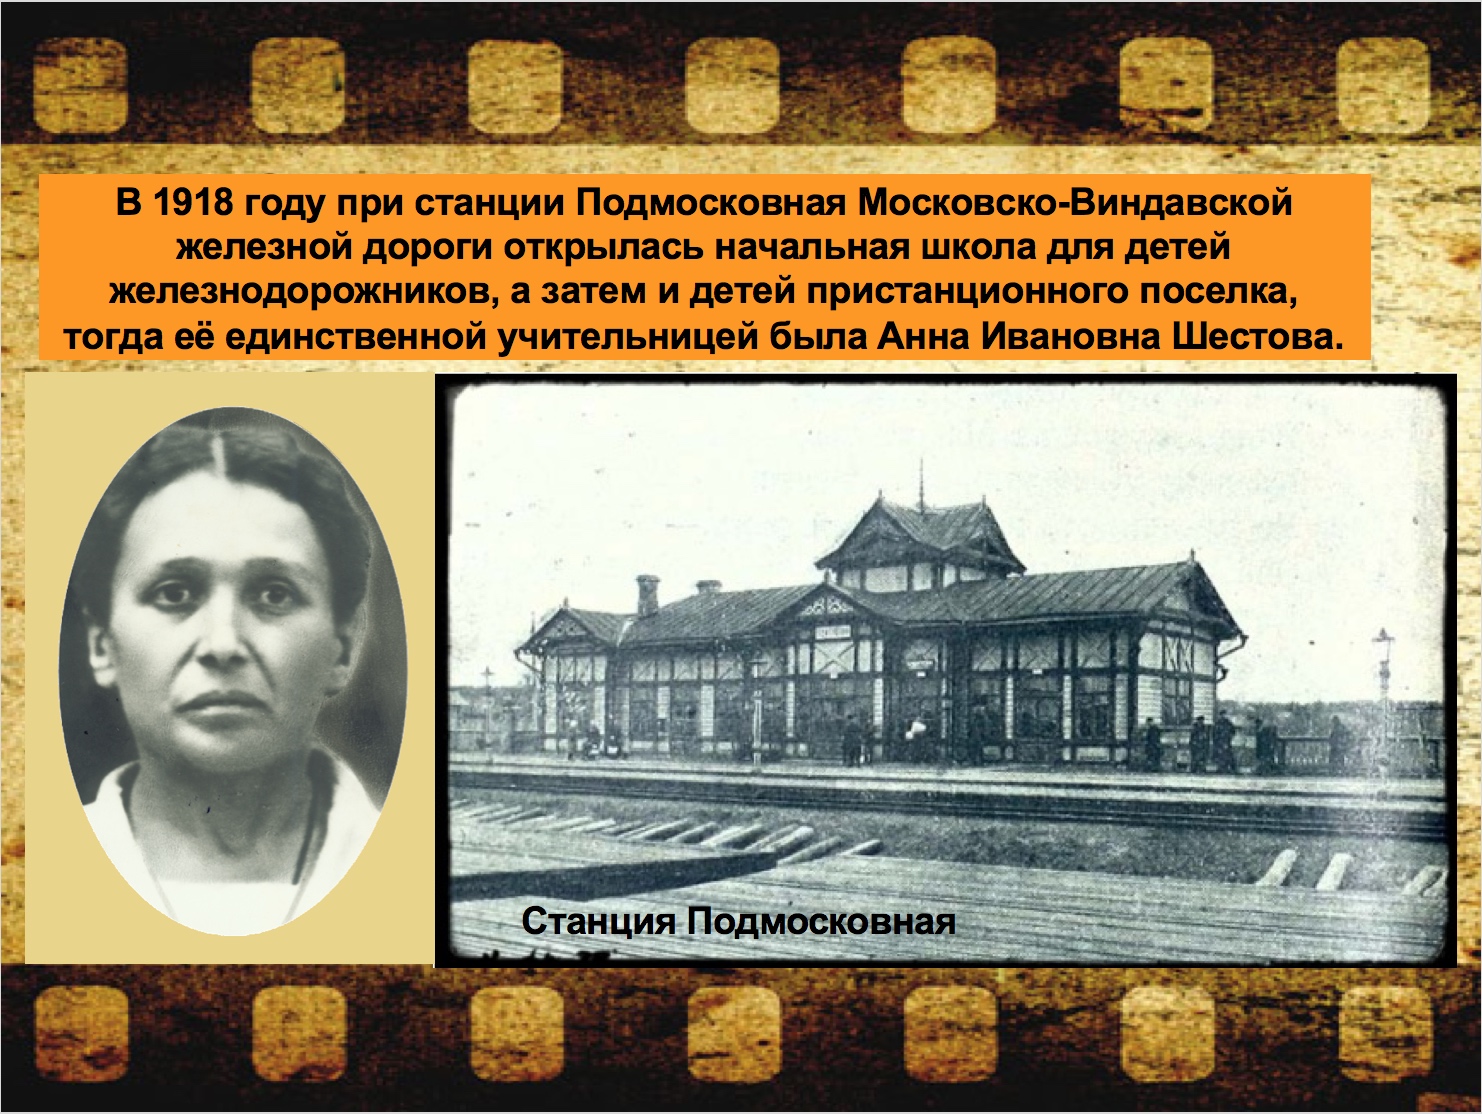 В 1918 году при станции Подмосковная Московско-Виндавской
железной дороги открылась начальная школа для детей
железнодорожников, а затем и детей пристанционного поселка,
тогда её единственной учительницей была Анна Ивановна Шестова.
Станция Подмосковная